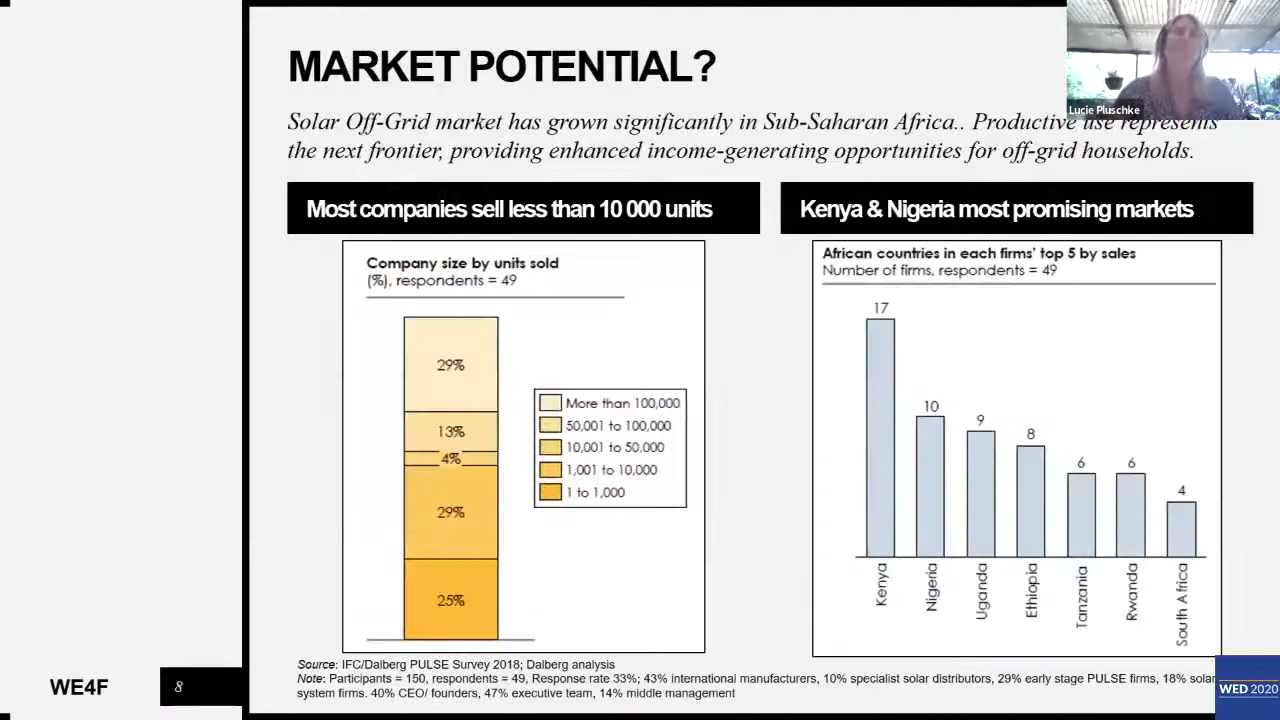 MARKET POTENTIAL?
Lucie Pluschke
Solar Off-Grid market has grown significantly in Sub-Saharan Africa.. Productive use represents
the next frontier, providing enhanced income-generating opportunities for off-grid households.
Most companies sell less than 10 000 units
Company size by units sold
(%), respondents = 49
29%
13%
4%
29%
25%
More than 100,000
50,001 to 100,000
10,001 to 50,000
1,001 to 10,000
1 to 1,000
Kenya & Nigeria most promising markets
African countries in each firms' top 5 by sales
Number of firms, respondents = 49
17
10
9
8
6
6
4
Kenya
Nigeria
Uganda
Ethiopia
Tanzania
Rwanda
South Africa
Source: IFC/Dalberg PULSE Survey 2018; Dalberg analysis
Note: Participants = 150, respondents = 49, Response rate 33%; 43% international manufacturers, 10% specialist solar distributors, 29% early stage PULSE firms, 18% solar
system firms. 40% CEO/ founders, 47% executive team, 14% middle management
WE4F
8
WED 2020